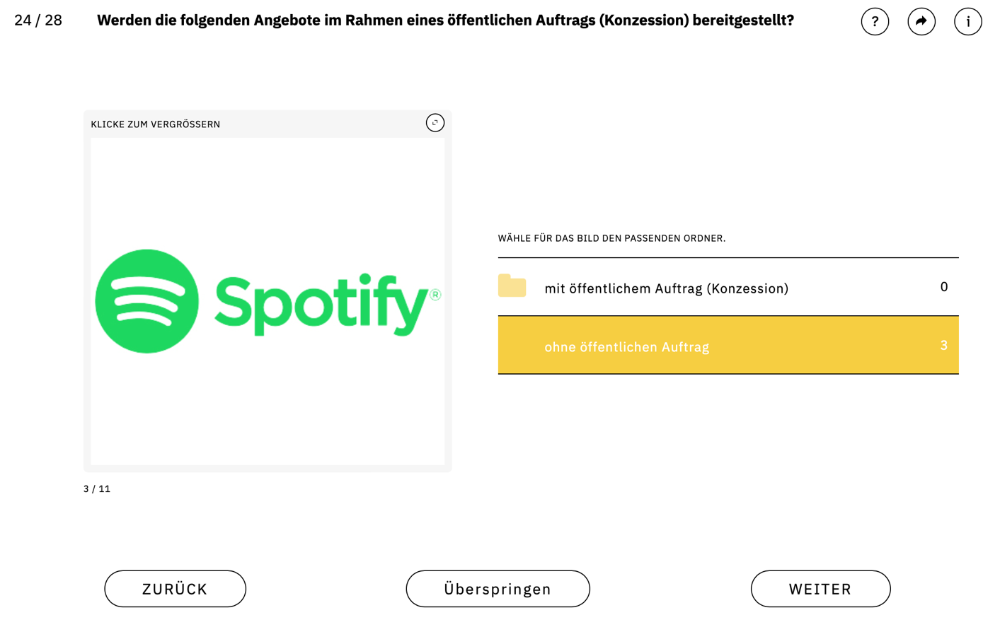 24 / 28
Werden die folgenden Angebote im Rahmen eines öffentlichen Auftrags (Konzession) bereitgestellt?
?
i
KLICKE ZUM VERGRÖSSERN
Spotify®
3 / 11
WÄHLE FÜR DAS BILD DEN PASSENDEN ORDNER.
mit öffentlichem Auftrag (Konzession) 0
ohne öffentlichen Auftrag 3
ZURÜCK
Überspringen
WEITER